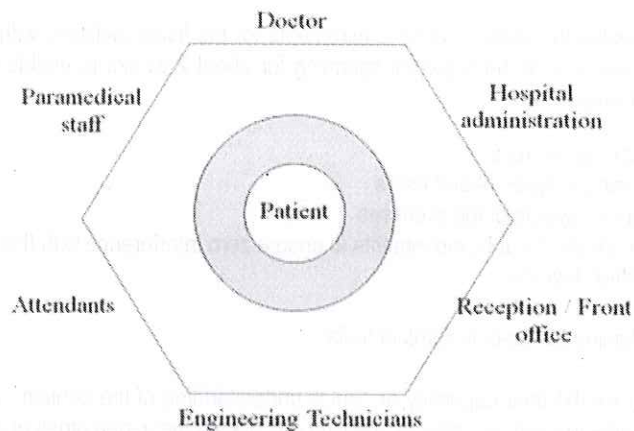 Doctor
Paramedical
staff
Hospital
administration
Patient
Attendants
Reception / Front
office
Engineering Technicians